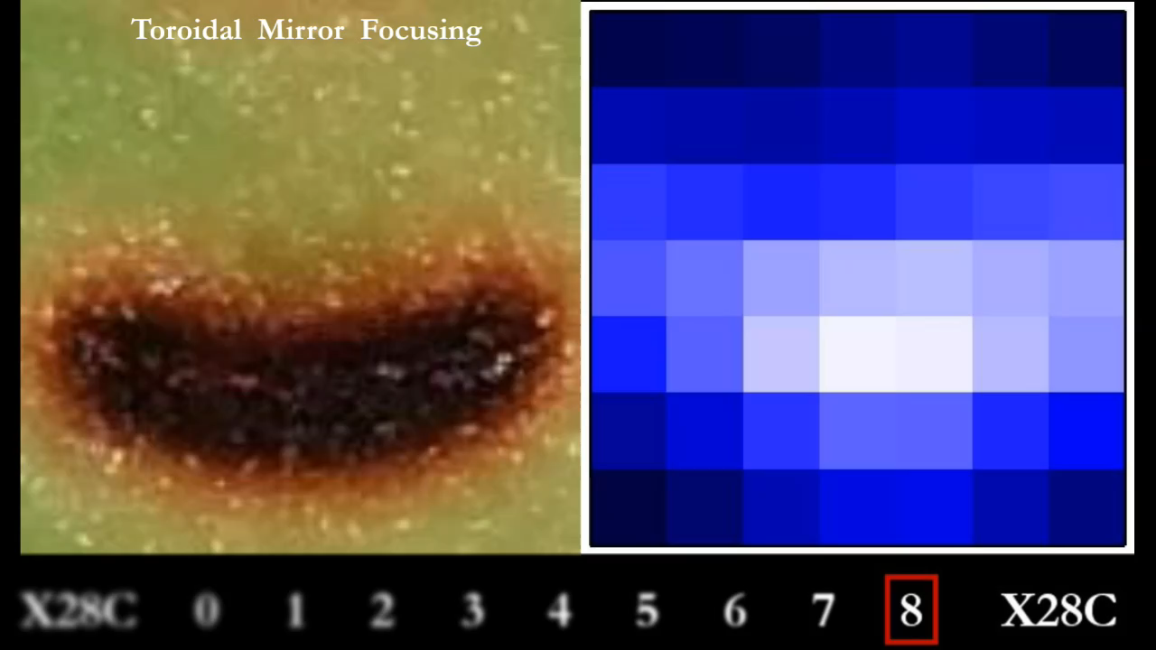 Toroidal Mirror Focusing
X28C 0 1 2 3 4 5 6 7 8 X28C